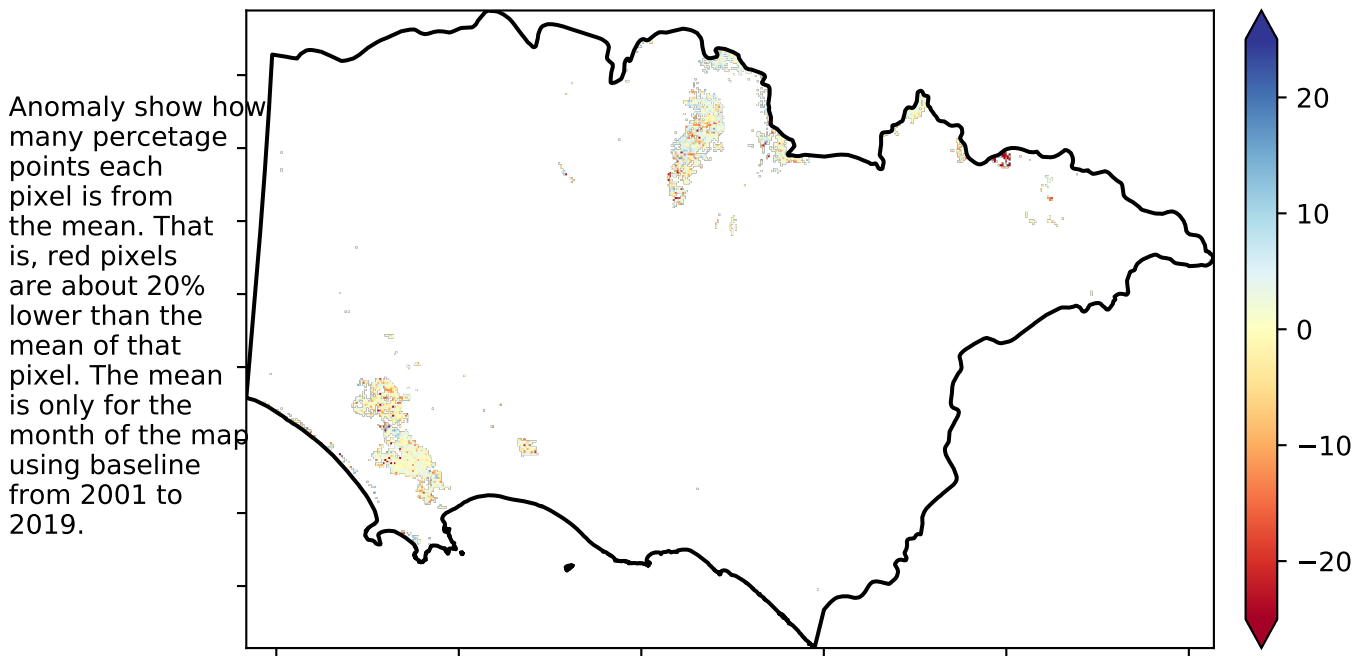 Anomaly show how
many percetage
points each
pixel is from
the mean. That
is, red pixels
are about 20%
lower than the
mean of that
pixel. The mean
is only for the
month of the map
using baseline
from 2001 to
2019.
20
10
0
−10
−20